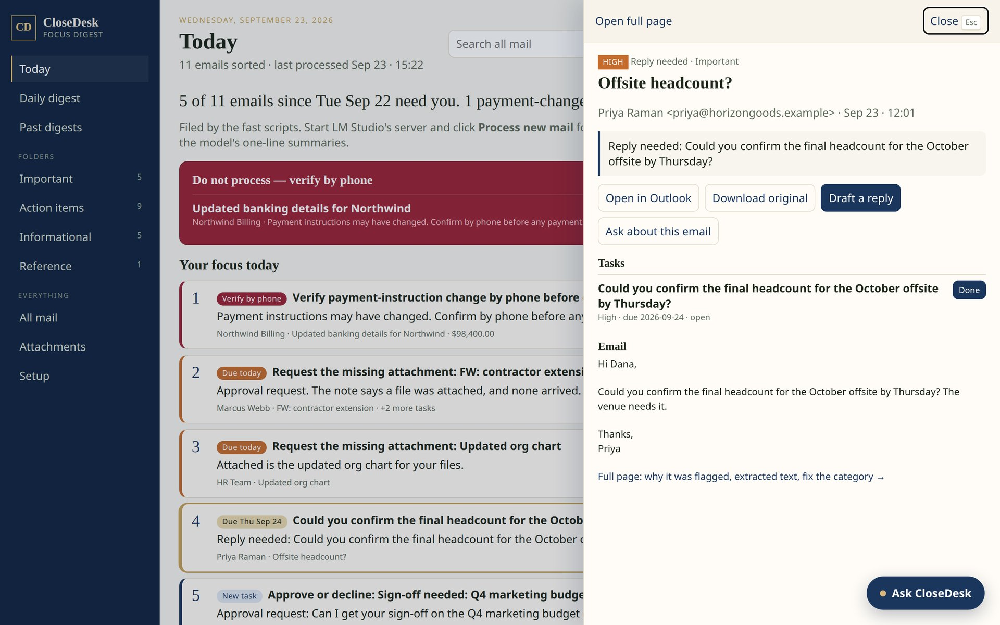 CD
CloseDesk
FOCUS DIGEST
Today
Daily digest
Past digests
FOLDERS
Important 5
Action items 9
Informational 5
Reference 1
EVERYTHING
All mail
Attachments
Setup
WEDNESDAY, SEPTEMBER 23, 2026
Today
11 emails sorted · last processed Sep 23 · 15:22
Search all mail
5 of 11 emails since Tue Sep 22 need you. 1 payment-change
Filed by the fast scripts. Start LM Studio's server and click Process new mail fo
the model's one-line summaries.
Do not process — verify by phone
Updated banking details for Northwind
Northwind Billing · Payment instructions may have changed. Confirm by phone before any payment.
Your focus today
1
Verify by phone Verify payment-instruction change by phone before
Payment instructions may have changed. Confirm by phone before any
Northwind Billing · Updated banking details for Northwind · $98,400.00
2
Due today Request the missing attachment: FW: contractor extensi
Approval request. The note says a file was attached, and none arrived.
Marcus Webb · FW: contractor extension · +2 more tasks
3
Due today Request the missing attachment: Updated org chart
Attached is the updated org chart for your files.
HR Team · Updated org chart
4
Due Thu Sep 24 Could you confirm the final headcount for the Octob
Reply needed: Could you confirm the final headcount for the October
Priya Raman · Offsite headcount?
5
New task Approve or decline: Sign-off needed: Q4 marketing budge
Approval request: Can I get your sign-off on the Q4 marketing budget
Open full page
Close Esc
HIGH Reply needed · Important
Offsite headcount?
Priya Raman <priya@horizongoods.example> · Sep 23 · 12:01
Reply needed: Could you confirm the final headcount for the October
offsite by Thursday?
Open in Outlook
Download original
Draft a reply
Ask about this email
Tasks
Could you confirm the final headcount for the October offsite
by Thursday?
Done
High · due 2026-09-24 · open
Email
Hi Dana,
Could you confirm the final headcount for the October offsite by Thursday? The
venue needs it.
Thanks,
Priya
Full page: why it was flagged, extracted text, fix the category →
Ask CloseDesk